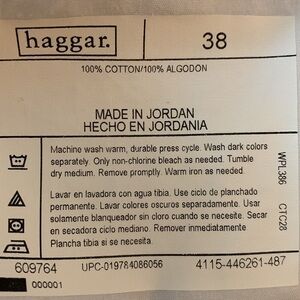 haggar.
38
100% COTTON/100% ALGODON
MADE IN JORDAN
HECHO EN JORDANIA
Machine wash warm, durable press cycle. Wash dark colors
separately. Only non-chlorine bleach as needed. Tumble
dry medium. Remove promptly. Warm iron as needed.
Lavar en lavadora con agua tibia. Use ciclo de planchado
permanente. Lavar colores oscuros separadamente. Usar
solamente blanqueador sin cloro cuando se necesite. Secar
en secadora ciclo mediano. Remover inmediatamente.
Plancha tibia si se necesita.
WPL386
CTC28
609764
UPC-019784086056
4115-446261-487
000001